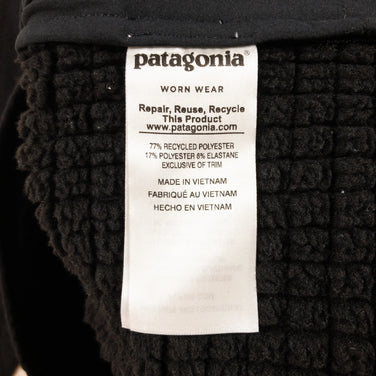 patagonia®
WORN WEAR
Repair, Reuse, Recycle
This Product
www.patagonia.com
77% RECYCLED POLYESTER
17% POLYESTER 6% ELASTANE
EXCLUSIVE OF TRIM
MADE IN VIETNAM
FABRIQUÉ AU VIETNAM
HECHO EN VIETNAM